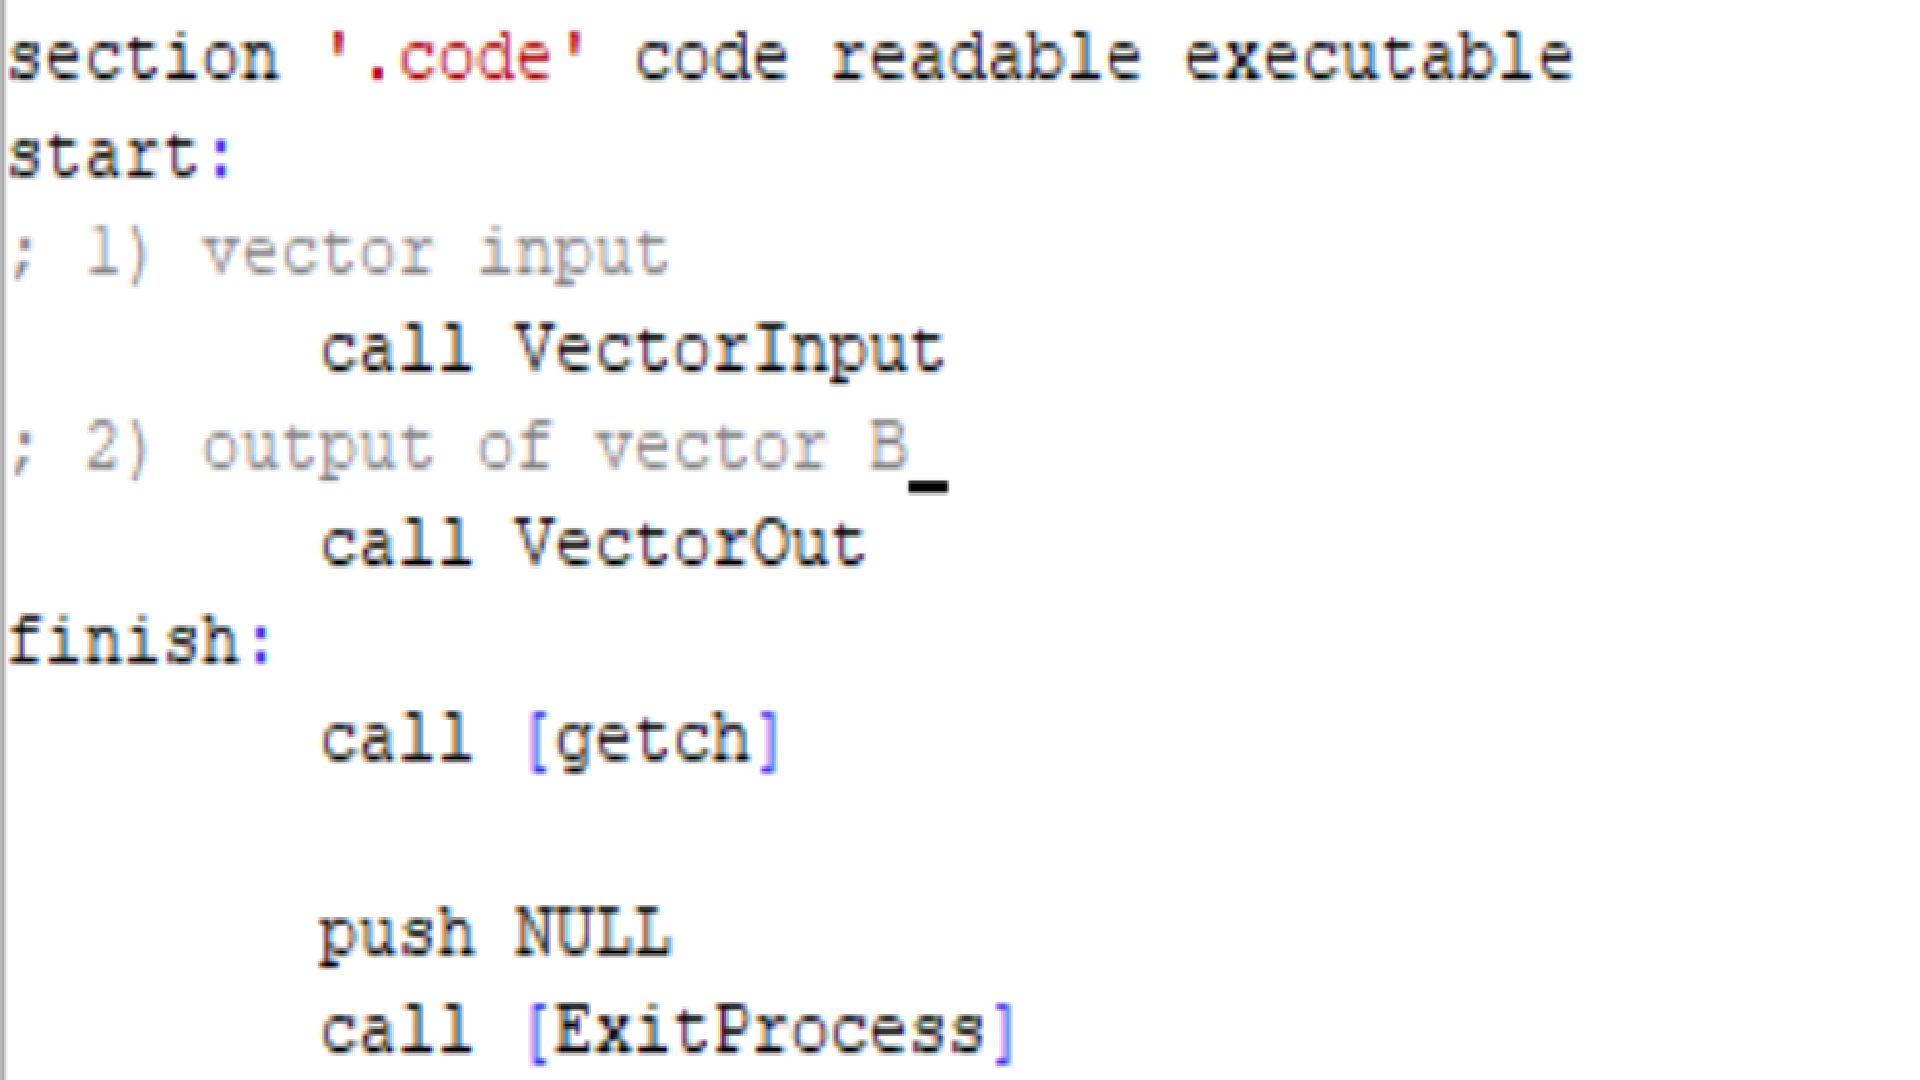 section '.code' code readable executable
start:
; 1) vector input
call VectorInput
; 2) output of vector B
call VectorOut
finish:
call [getch]
push NULL
call [ExitProcess]